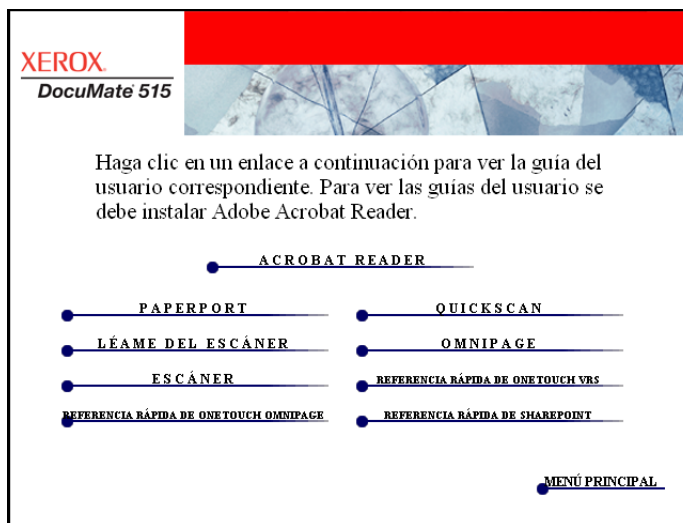 XEROX.
DocuMate 515
Haga clic en un enlace a continuación para ver la guía del
usuario correspondiente. Para ver las guías del usuario se
debe instalar Adobe Acrobat Reader.
ACROBAT READER
PAPERPORT
QUICKSCAN
LÉAME DEL ESCÁNER
OMNIPAGE
ESCÁNER
REFERENCIA RÁPIDA DE ONETOUCH VRS
REFERENCIA RÁPIDA DE ONETOUCH OMNIPAGE
REFERENCIA RÁPIDA DE SHAREPOINT
MENÚ PRINCIPAL